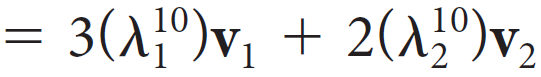 = 3(λ₁¹⁰)v₁ + 2(λ₂¹⁰)v₂